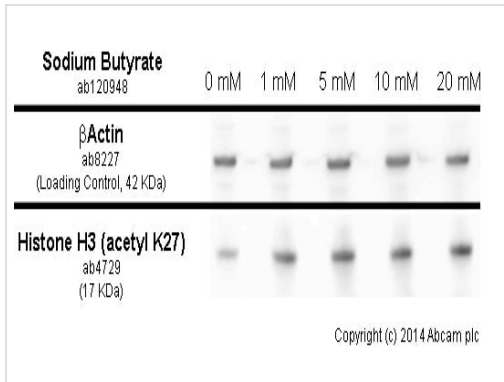 Sodium Butyrate
ab120948
0 mM 1 mM 5 mM 10 mM 20 mM
βActin
ab8227
(Loading Control, 42 KDa)
Histone H3 (acetyl K27)
ab4729
(17 KDa)
Copyright (c) 2014 Abcam plc